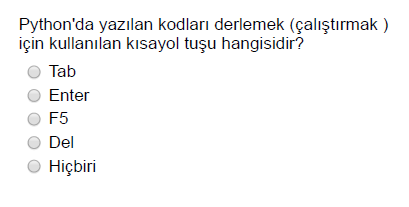 Python'da yazılan kodları derlemek (çalıştırmak )
için kullanılan kısayol tuşu hangisidir?
Tab
Enter
F5
Del
Hiçbiri